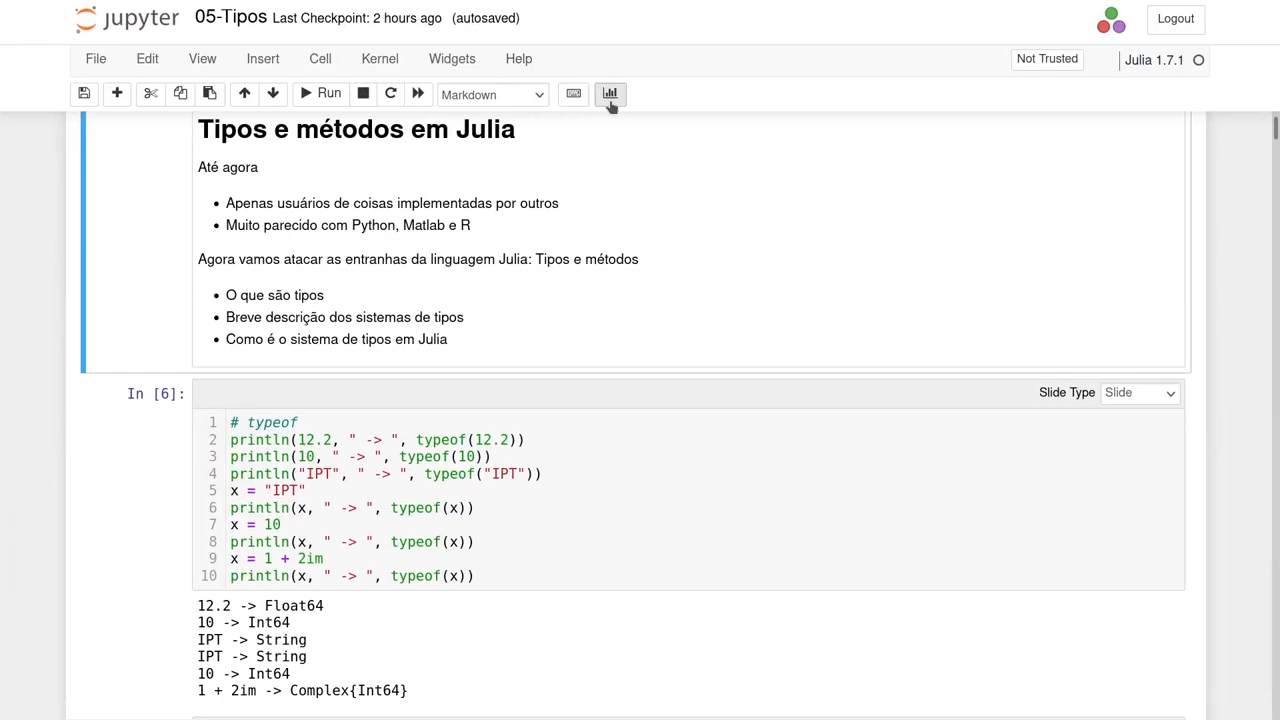 jupyter 05-Tipos Last Checkpoint: 2 hours ago (autosaved) Logout
File Edit View Insert Cell Kernel Widgets Help Not Trusted Julia 1.7.1
Run Markdown
Tipos e métodos em Julia
Até agora
• Apenas usuários de coisas implementadas por outros
• Muito parecido com Python, Matlab e R
Agora vamos atacar as entranhas da linguagem Julia: Tipos e métodos
• O que são tipos
• Breve descrição dos sistemas de tipos
• Como é o sistema de tipos em Julia
In [6]: Slide Type Slide
1 # typeof
2 println(12.2, " -> ", typeof(12.2))
3 println(10, " -> ", typeof(10))
4 println("IPT", " -> ", typeof("IPT"))
5 x = "IPT"
6 println(x, " -> ", typeof(x))
7 x = 10
8 println(x, " -> ", typeof(x))
9 x = 1 + 2im
10 println(x, " -> ", typeof(x))
12.2 -> Float64
10 -> Int64
IPT -> String
IPT -> String
10 -> Int64
1 + 2im -> Complex{Int64}